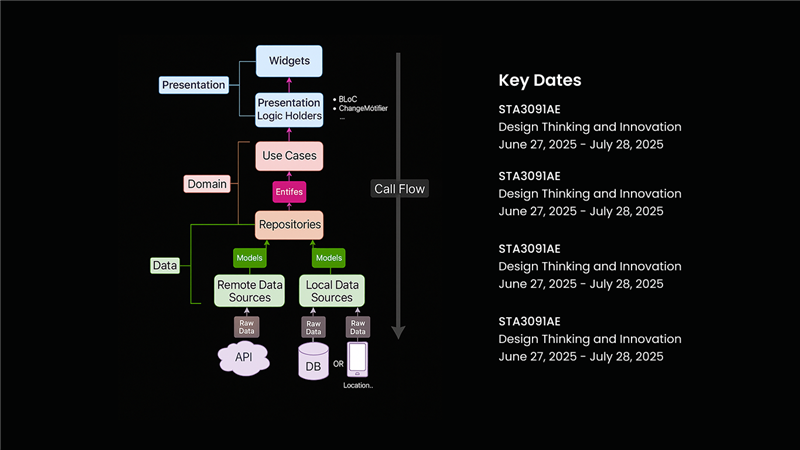 Widgets
Presentation
Presentation
Logic Holders
• BLoC
• ChangeMótifier
...
Use Cases
Domain
Entifes
Call Flow
Repositories
Data
Models
Models
Remote Data
Sources
Local Data
Sources
Raw
Data
Raw
Data
Raw
Data
API
DB
OR
Location..
Key Dates
STA3091AE
Design Thinking and Innovation
June 27, 2025 - July 28, 2025
STA3091AE
Design Thinking and Innovation
June 27, 2025 - July 28, 2025
STA3091AE
Design Thinking and Innovation
June 27, 2025 - July 28, 2025
STA3091AE
Design Thinking and Innovation
June 27, 2025 - July 28, 2025